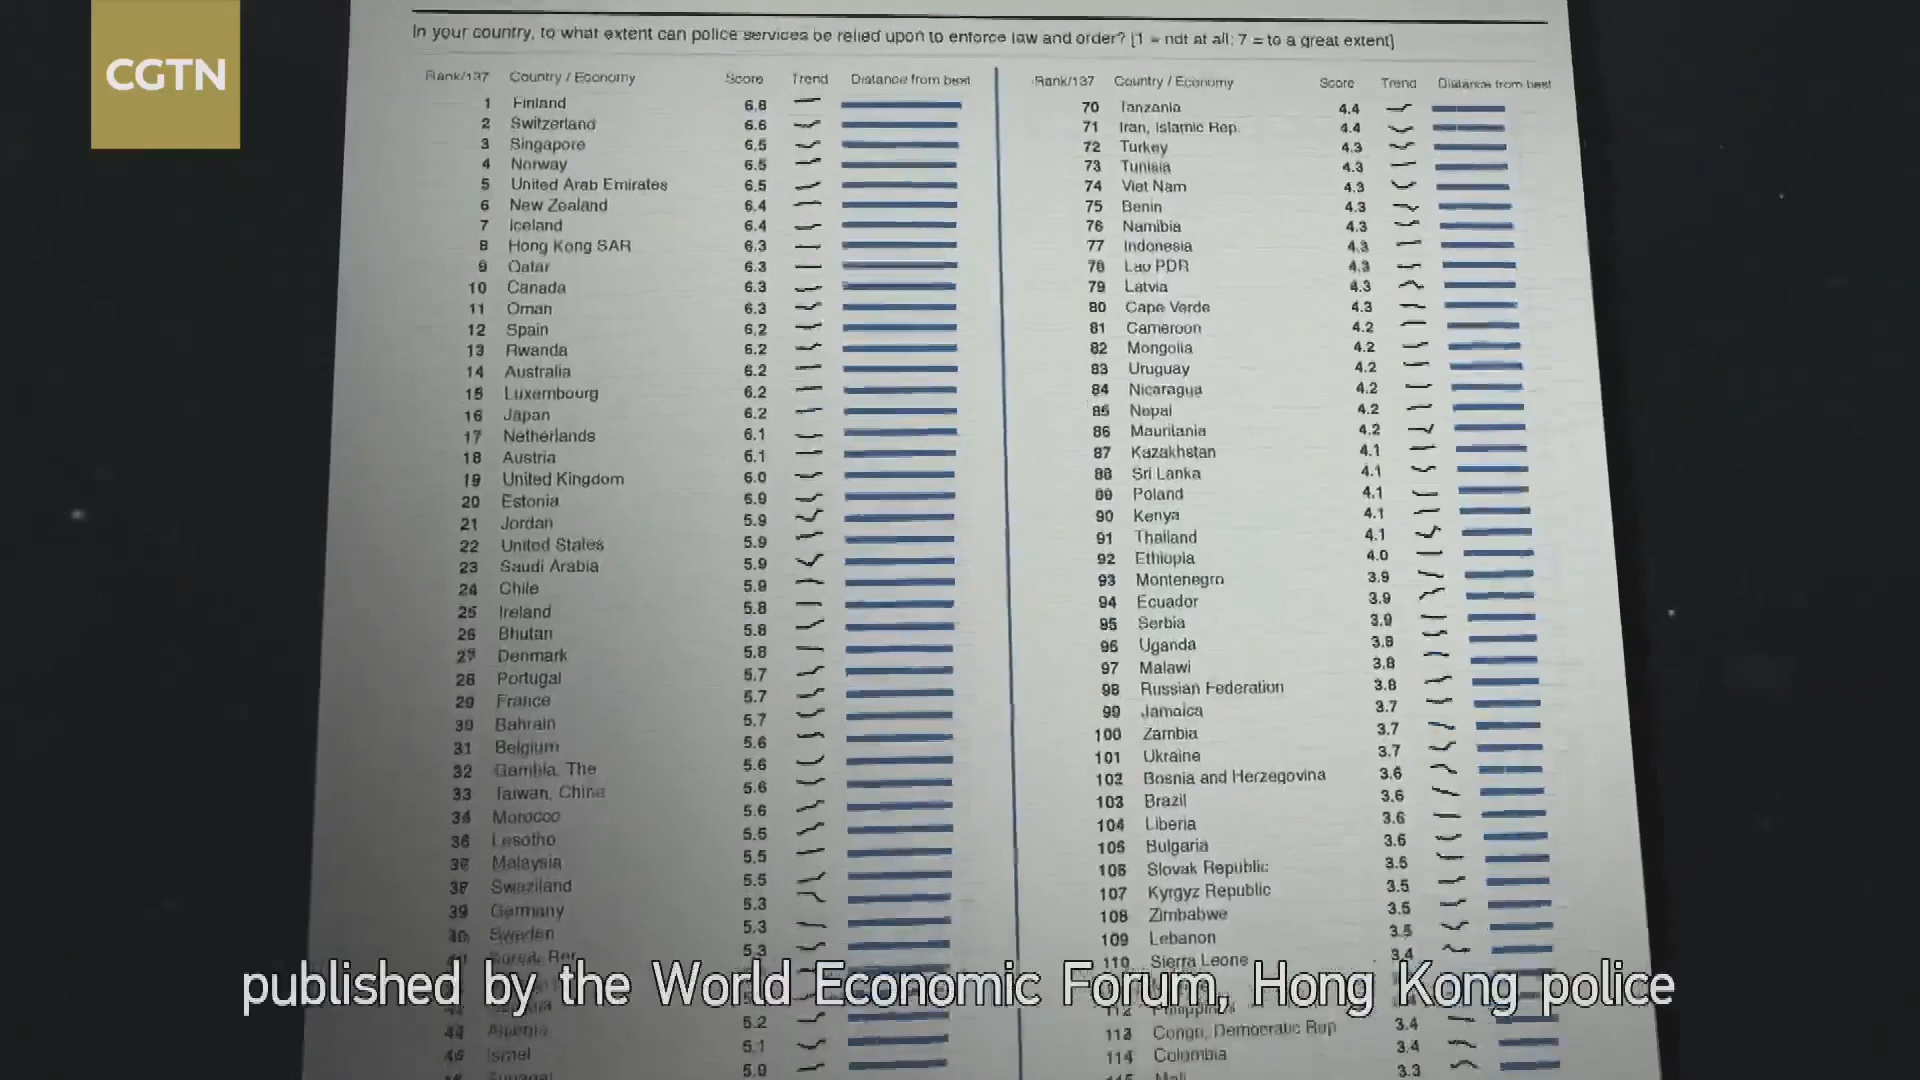 CGTN
In your country, to what extent can police services be relied upon to enforce law and order? [1 = not at all; 7 = to a great extent]
Rank/137 Country / Economy Score Trend Distance from best
1 Finland 6.8
2 Switzerland 6.6
3 Singapore 6.5
4 Norway 6.5
5 United Arab Emirates 6.5
6 New Zealand 6.4
7 Iceland 6.4
8 Hong Kong SAR 6.3
9 Qatar 6.3
10 Canada 6.3
11 Oman 6.3
12 Spain 6.2
13 Rwanda 6.2
14 Australia 6.2
15 Luxembourg 6.2
16 Japan 6.2
17 Netherlands 6.1
18 Austria 6.1
19 United Kingdom 6.0
20 Estonia
21 Jordan 5.9
22 United States 5.9
23 Saudi Arabia 5.9
24 Chile 5.9
25 Ireland 5.8
26 Bhutan 5.8
27 Denmark 5.8
28 Portugal 5.7
29 France 5.7
30 Bahrain 5.7
31 Belgium 5.6
32 Gambia, The 5.6
33 Taiwan, China 5.6
34 Morocco 5.6
Lesotho
Malaysia 5.5
Swaziland 5.5
39 Germany 5.3
40 Sweden 5.3
5.3
5.2
44 5.1
Israel
Rank/137 Country / Economy Score Trend Distance from best
70 Tanzania 4.4
71 Iran, Islamic Rep. 4.4
72 Turkey 4.3
73 Tunisia 4.3
74 Viet Nam 4.3
75 Benin 4.3
76 Namibia 4.3
77 Indonesia 4.3
78 Lao PDR 4.3
79 Latvia 4.3
80 Cape Verde 4.3
81 Cameroon 4.2
82 Mongolia 4.2
83 Uruguay 4.2
84 Nicaragua 4.2
85 Nepal 4.2
86 Mauritania 4.2
87 Kazakhstan 4.1
88 Sri Lanka 4.1
89 Poland 4.1
90 Kenya 4.1
91 Thailand 4.1
92 Ethiopia 4.0
93 Montenegro 3.9
94 Ecuador 3.9
95 Serbia 3.9
96 Uganda 3.8
97 Malawi 3.8
98 Russian Federation 3.8
99 Jamaica 3.7
100 Zambia 3.7
101 Ukraine 3.7
102 Bosnia and Herzegovina 3.6
103 Brazil 3.6
104 Liberia 3.6
105 Bulgaria 3.6
106 Slovak Republic 3.5
107 Kyrgyz Republic 3.5
108 Zimbabwe 3.5
109 Lebanon 3.5
110 Sierra Leone 3.4
112 Philippines
113 Congo, Democratic Rep 3.4
114 Colombia 3.4
Mali 3.3
published by the World Economic Forum, Hong Kong police